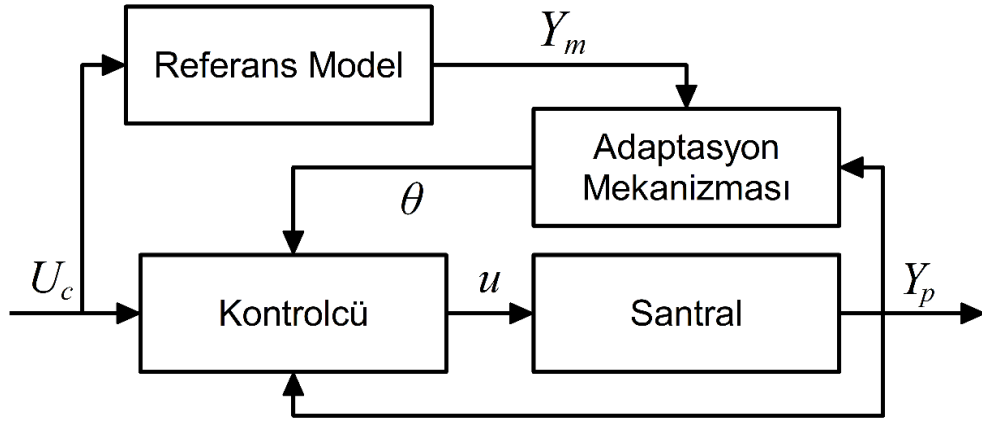 Y_m
Referans Model
Adaptasyon
Mekanizması
θ
U_c
Kontrolcü
u
Santral
Y_p